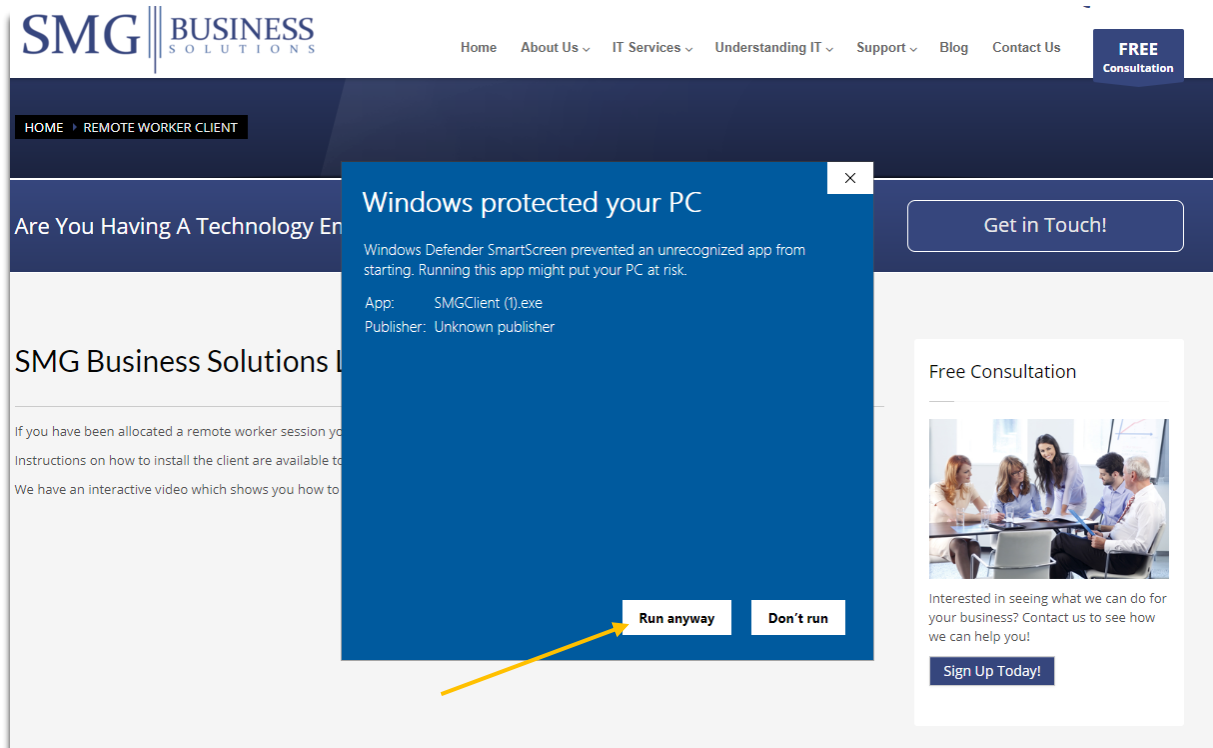 SMG BUSINESS
SOLUTIONS
Home About Us IT Services Understanding IT Support Blog Contact Us
FREE
Consultation
HOME REMOTE WORKER CLIENT
Are You Having A Technology
Get in Touch!
Windows protected your PC
Windows Defender SmartScreen prevented an unrecognized app from
starting. Running this app might put your PC at risk.
App: SMGClient (1).exe
Publisher: Unknown publisher
Run anyway Don't run
SMG Business Solutions
If you have been allocated a remote worker session
Instructions on how to install the client are available
We have an interactive video which shows you how to
Free Consultation
Interested in seeing what we can do for
your business? Contact us to see how
we can help you!
Sign Up Today!